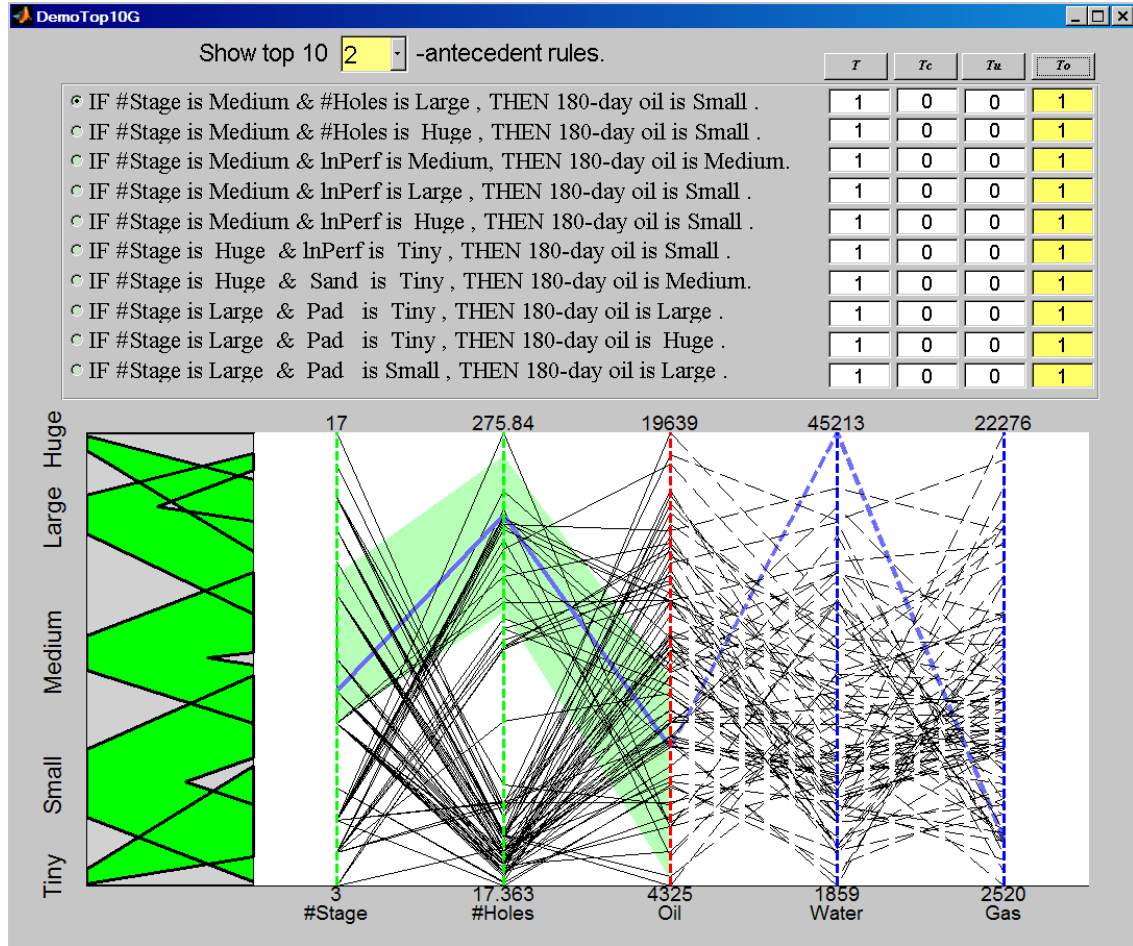 DemoTop10G
Show top 10 2 -antecedent rules.
T Tc Tu To
IF #Stage is Medium & #Holes is Large , THEN 180-day oil is Small . 1 0 0 1
IF #Stage is Medium & #Holes is Huge , THEN 180-day oil is Small . 1 0 0 1
IF #Stage is Medium & lnPerf is Medium, THEN 180-day oil is Medium. 1 0 0 1
IF #Stage is Medium & lnPerf is Large , THEN 180-day oil is Small . 1 0 0 1
IF #Stage is Medium & lnPerf is Huge , THEN 180-day oil is Small . 1 0 0 1
IF #Stage is Huge & lnPerf is Tiny , THEN 180-day oil is Small . 1 0 0 1
IF #Stage is Huge & Sand is Tiny , THEN 180-day oil is Medium. 1 0 0 1
IF #Stage is Large & Pad is Tiny , THEN 180-day oil is Large . 1 0 0 1
IF #Stage is Large & Pad is Tiny , THEN 180-day oil is Huge . 1 0 0 1
IF #Stage is Large & Pad is Small , THEN 180-day oil is Large . 1 0 0 1
17 275.84 19639 45213 22276
Huge
Large
Medium
Small
Tiny
3 17.363 4325 1859 2520
#Stage #Holes Oil Water Gas